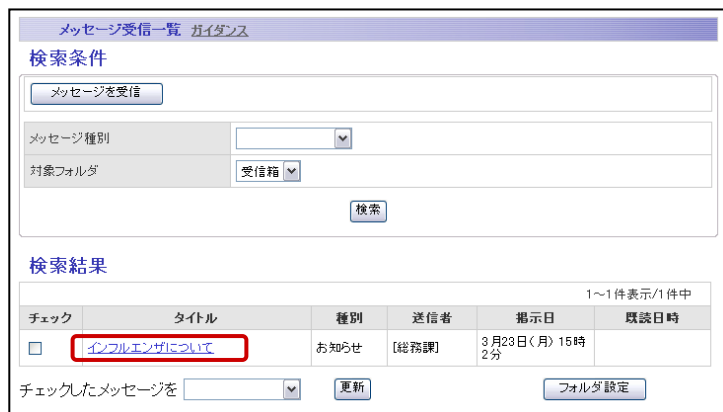 メッセージ受信一覧 ガイダンス
検索条件
メッセージを受信
メッセージ種別
対象フォルダ 受信箱
検索
検索結果
1～1件表示/1件中
チェック タイトル 種別 送信者 掲示日 既読日時
インフルエンザについて お知らせ [総務課] 3月23日(月) 15時
2分
チェックしたメッセージを 更新 フォルダ設定